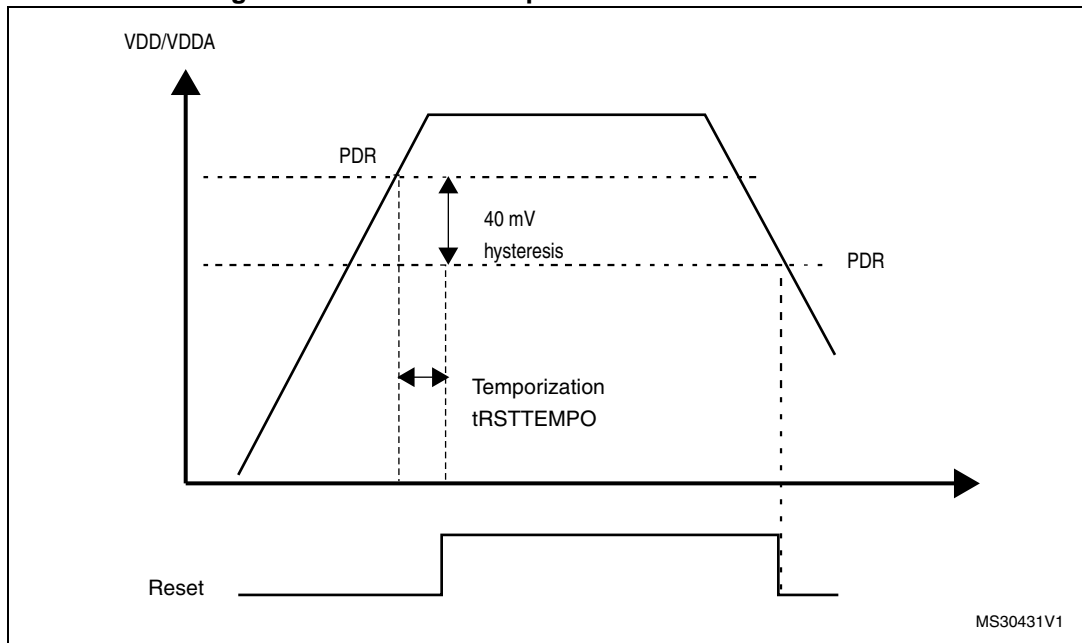 VDD/VDDA
PDR
40 mV
hysteresis
PDR
Temporization
tRSTTEMPO
Reset
MS30431V1